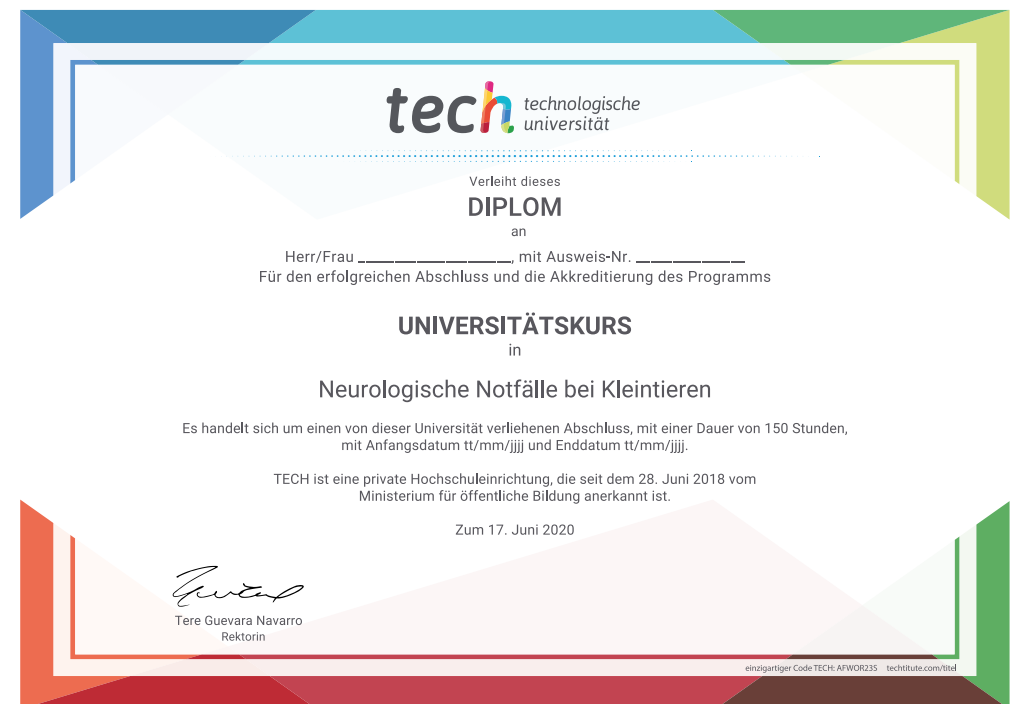 tech technologische
universität
Verleiht dieses
DIPLOM
an
Herr/Frau ____________________, mit Ausweis-Nr. ______________
Für den erfolgreichen Abschluss und die Akkreditierung des Programms
UNIVERSITÄTSKURS
in
Neurologische Notfälle bei Kleintieren
Es handelt sich um einen von dieser Universität verliehenen Abschluss, mit einer Dauer von 150 Stunden,
mit Anfangsdatum tt/mm/jjjj und Enddatum tt/mm/jjjj.
TECH ist eine private Hochschuleinrichtung, die seit dem 28. Juni 2018 vom
Ministerium für öffentliche Bildung anerkannt ist.
Zum 17. Juni 2020
Tere Guevara Navarro
Rektorin
einzigartiger Code TECH: AFWOR23S techtitute.com/titel